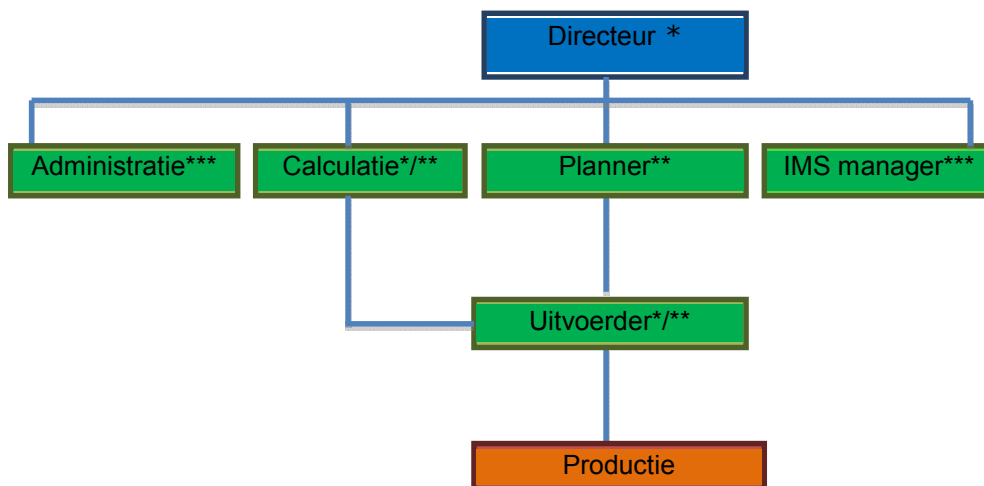 Directeur *
Administratie***
Calculatie*/**
Planner**
IMS manager***
Uitvoerder*/**
Productie